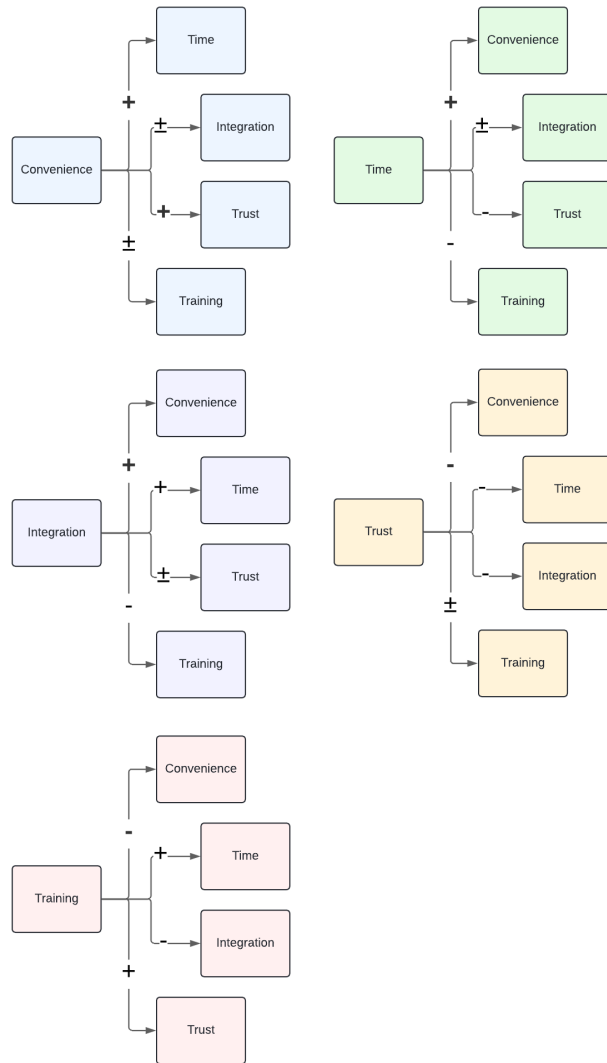 Time
+
±
Integration
Convenience
+
Trust
±
Training
Convenience
+
±
Integration
Time
-
Trust
-
Training
Convenience
+
+
Time
Integration
±
Trust
-
Training
Convenience
-
-
Time
Trust
-
Integration
±
Training
Convenience
-
+
Time
Training
-
Integration
+
Trust